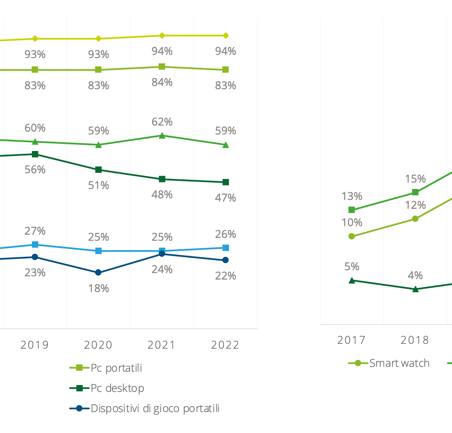 93% 93% 94% 94%
83% 83% 84% 83%
60% 59% 62% 59%
56% 51% 48% 47%
27% 25% 25% 26%
23% 18% 24% 22%
2019 2020 2021 2022
Pc portatili
Pc desktop
Dispositivi di gioco portatili
13% 15%
10% 12%
5% 4%
2017 2018
Smart watch